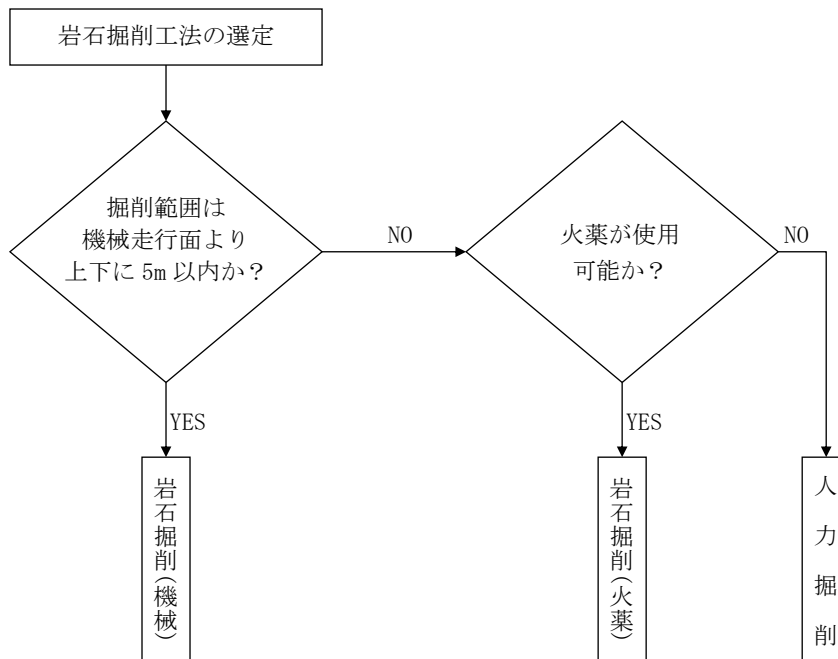 岩石掘削工法の選定
掘削範囲は
機械走行面より
上下に 5m 以内か？
NO
火薬が使用
可能か？
NO
YES
YES
岩石掘削(機械)
岩石掘削(火薬)
人力掘削